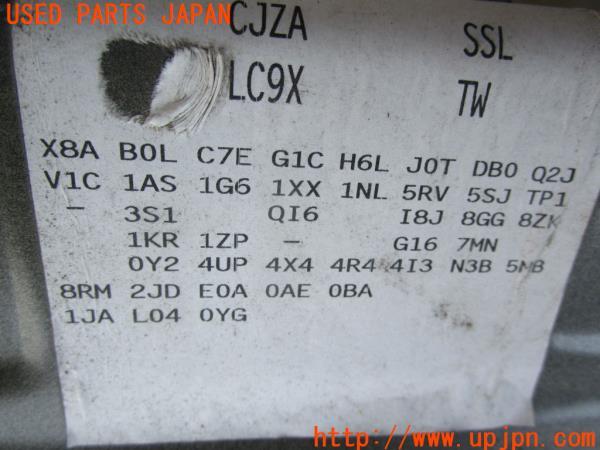 USED PARTS JAPAN
CJZA SSL
LC9X TW
X8A B0L C7E G1C H6L J0T DB0 Q2J
V1C 1AS 1G6 1XX 1NL 5RV 5SJ TP1
– 3S1 QI6 I8J 8GG 8ZK
1KR 1ZP – G16 7MN
0Y2 4UP 4X4 4R4 4I3 N3B 5MB
8RM 2JD E0A 0AE 0BA
1JA L04 0YG
http://www.upjpn.com